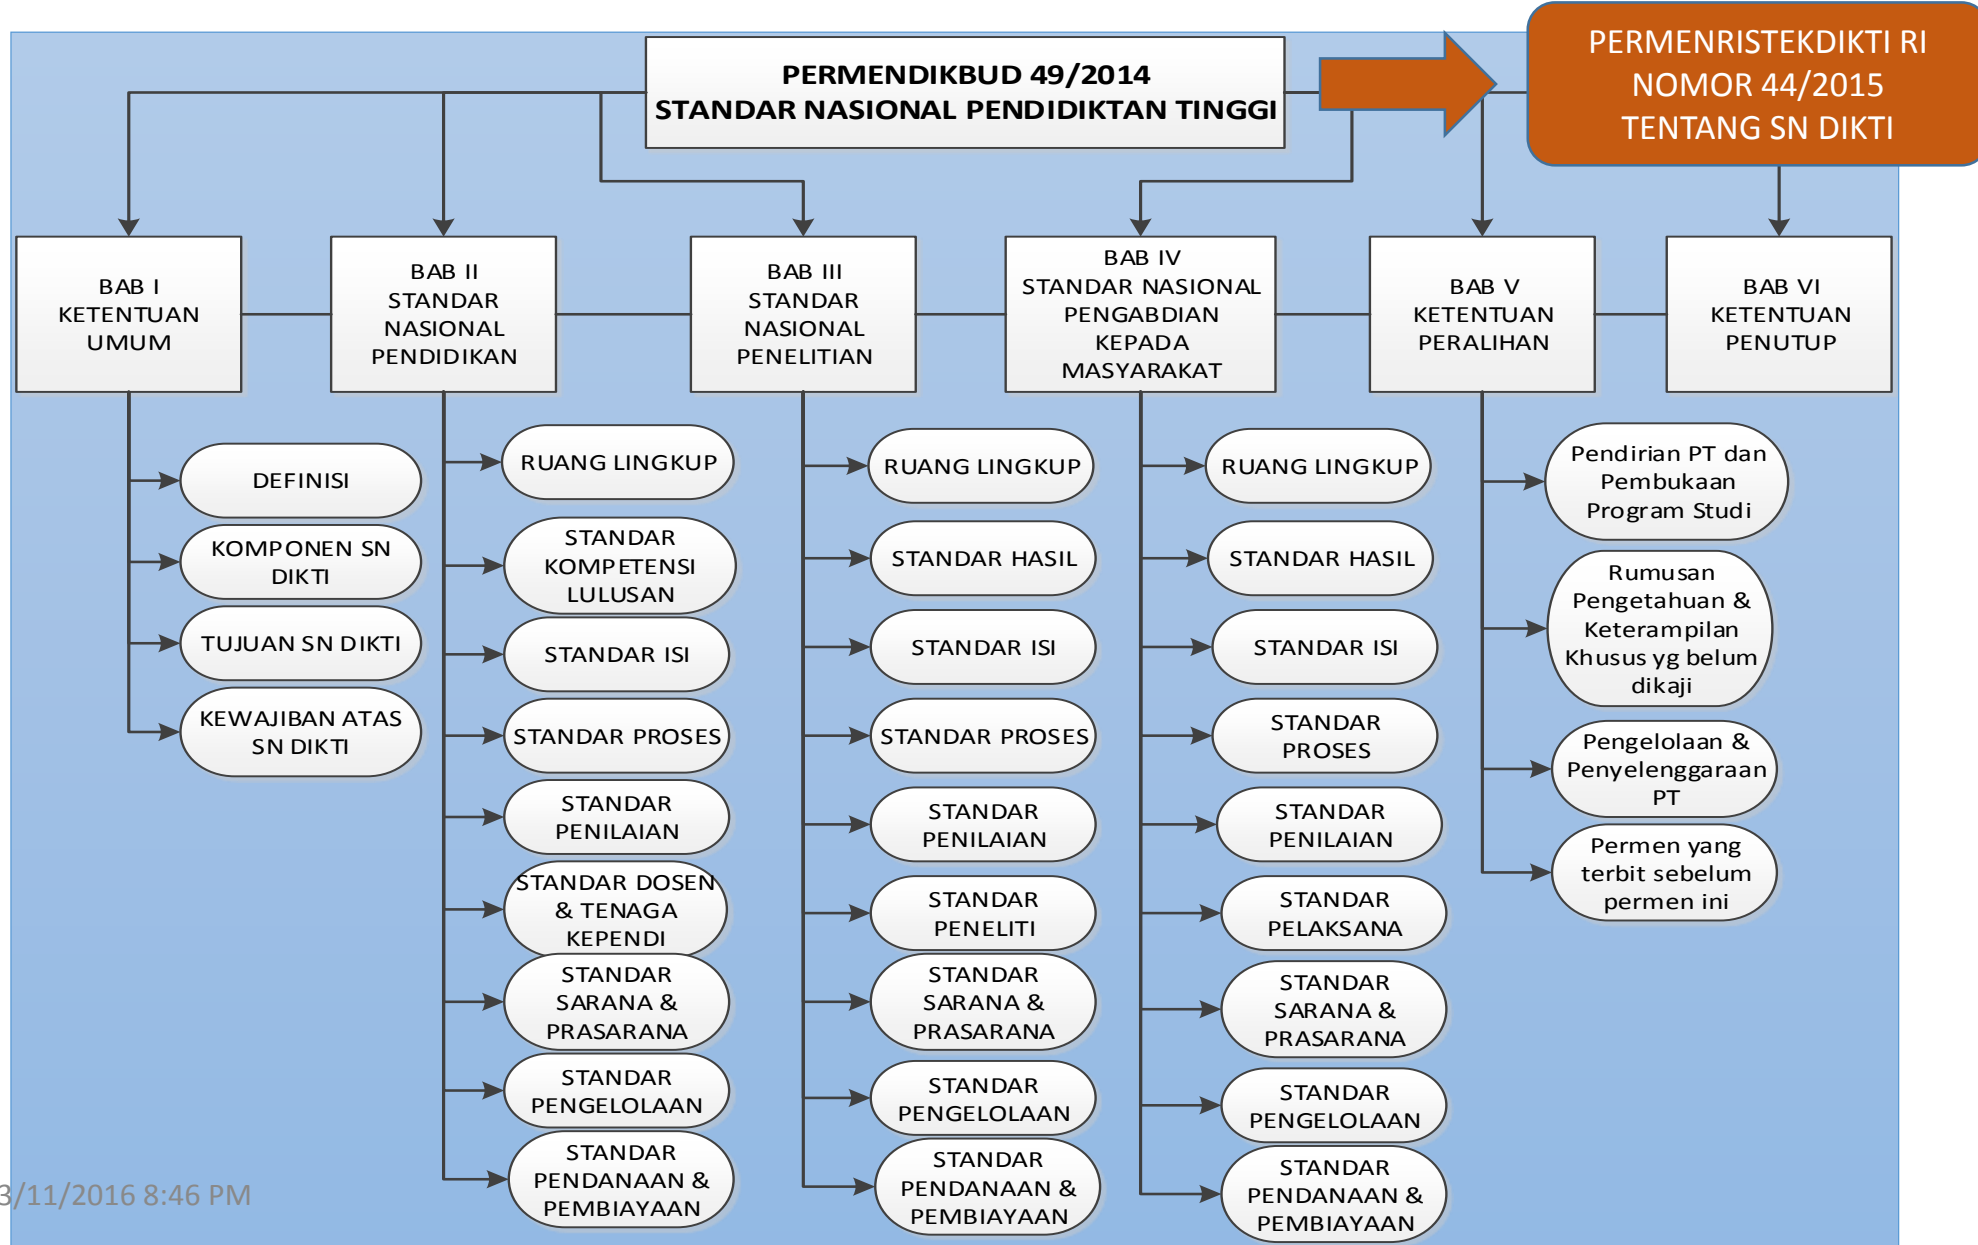 PERMENDIKBUD 49/2014
STANDAR NASIONAL PENDIDIKTAN TINGGI
PERMENRISTEKDIKTI RI
NOMOR 44/2015
TENTANG SN DIKTI
BAB I
KETENTUAN
UMUM
BAB II
STANDAR
NASIONAL
PENDIDIKAN
BAB III
STANDAR
NASIONAL
PENELITIAN
BAB IV
STANDAR NASIONAL
PENGABDIAN
KEPADA
MASYARAKAT
BAB V
KETENTUAN
PERALIHAN
BAB VI
KETENTUAN
PENUTUP
DEFINISI
KOMPONEN SN
DIKTI
TUJUAN SN DIKTI
KEWAJIBAN ATAS
SN DIKTI
RUANG LINGKUP
STANDAR
KOMPETENSI
LULUSAN
STANDAR ISI
STANDAR PROSES
STANDAR
PENILAIAN
STANDAR DOSEN
& TENAGA
KEPENDI
STANDAR
SARANA &
PRASARANA
STANDAR
PENGELOLAAN
STANDAR
PENDANAAN &
PEMBIAYAAN
RUANG LINGKUP
STANDAR HASIL
STANDAR ISI
STANDAR PROSES
STANDAR
PENILAIAN
STANDAR
PENELITI
STANDAR
SARANA &
PRASARANA
STANDAR
PENGELOLAAN
STANDAR
PENDANAAN &
PEMBIAYAAN
RUANG LINGKUP
STANDAR HASIL
STANDAR ISI
STANDAR
PROSES
STANDAR
PENILAIAN
STANDAR
PELAKSANA
STANDAR
SARANA &
PRASARANA
STANDAR
PENGELOLAAN
STANDAR
PENDANAAN &
PEMBIAYAAN
Pendirian PT dan
Pembukaan
Program Studi
Rumusan
Pengetahuan &
Keterampilan
Khusus yg belum
dikaji
Pengelolaan &
Penyelenggaraan
PT
Permen yang
terbit sebelum
permen ini
3/11/2016 8:46 PM